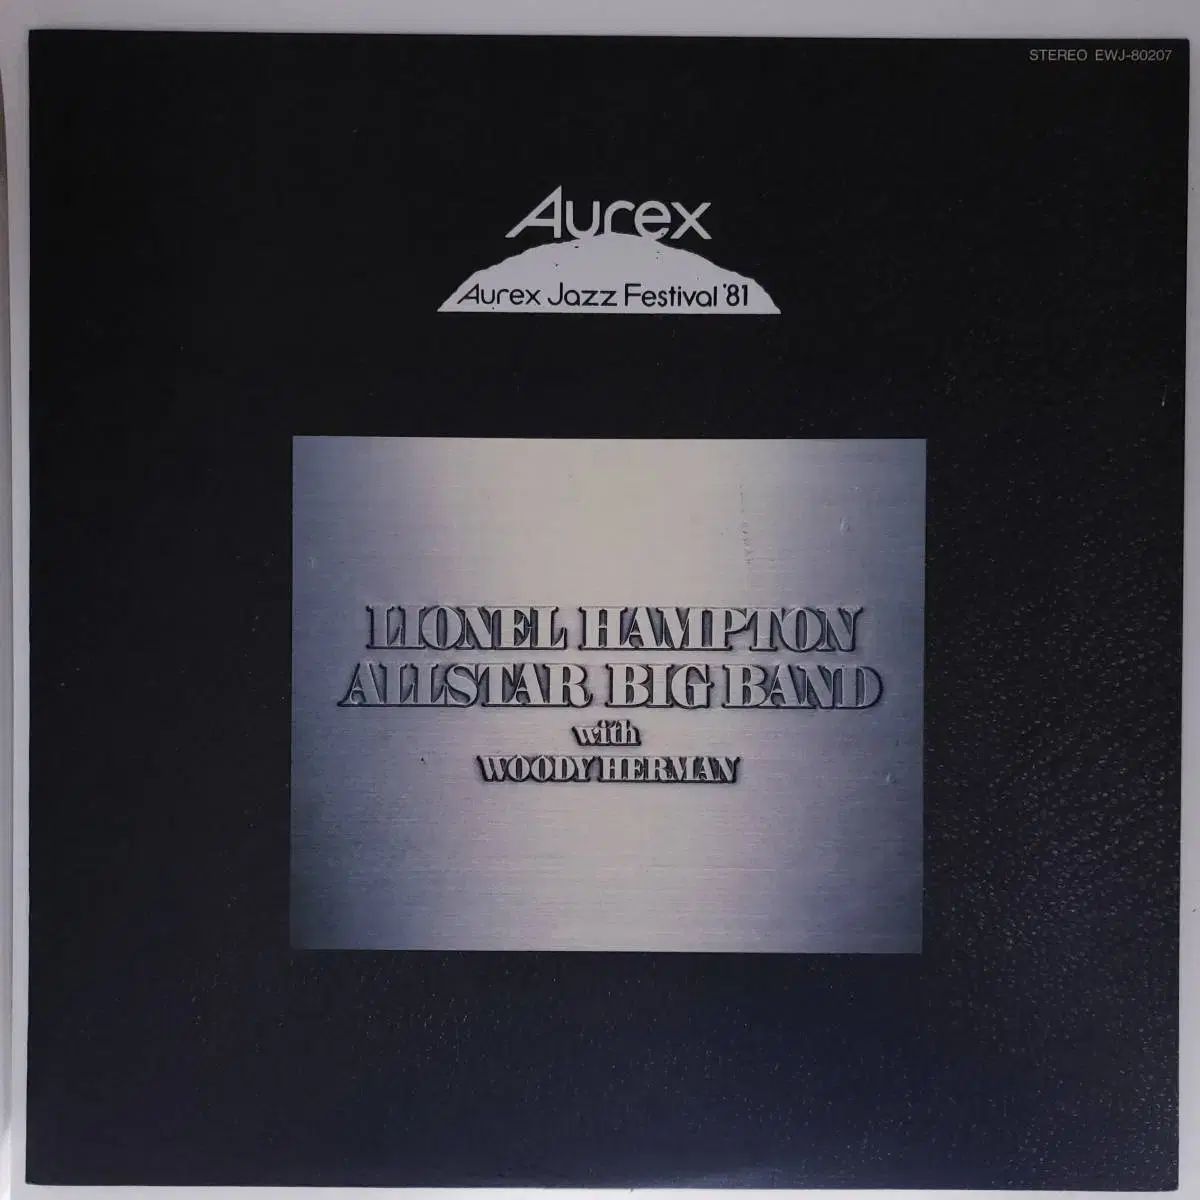 STEREO EWJ-80207
Aurex
Aurex Jazz Festival '81
LIONEL HAMPTON
ALLSTAR BIG BAND
with
WOODY HERMAN